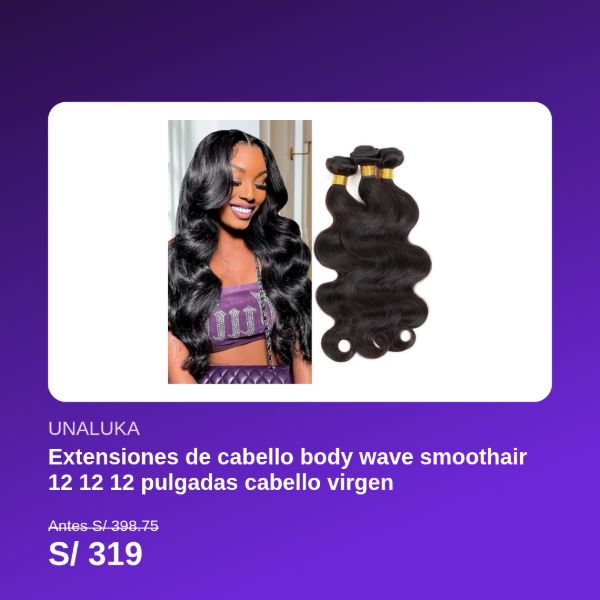 UNALUKA
Extensiones de cabello body wave smoothair
12 12 12 pulgadas cabello virgen
Antes S/ 398.75
S/ 319